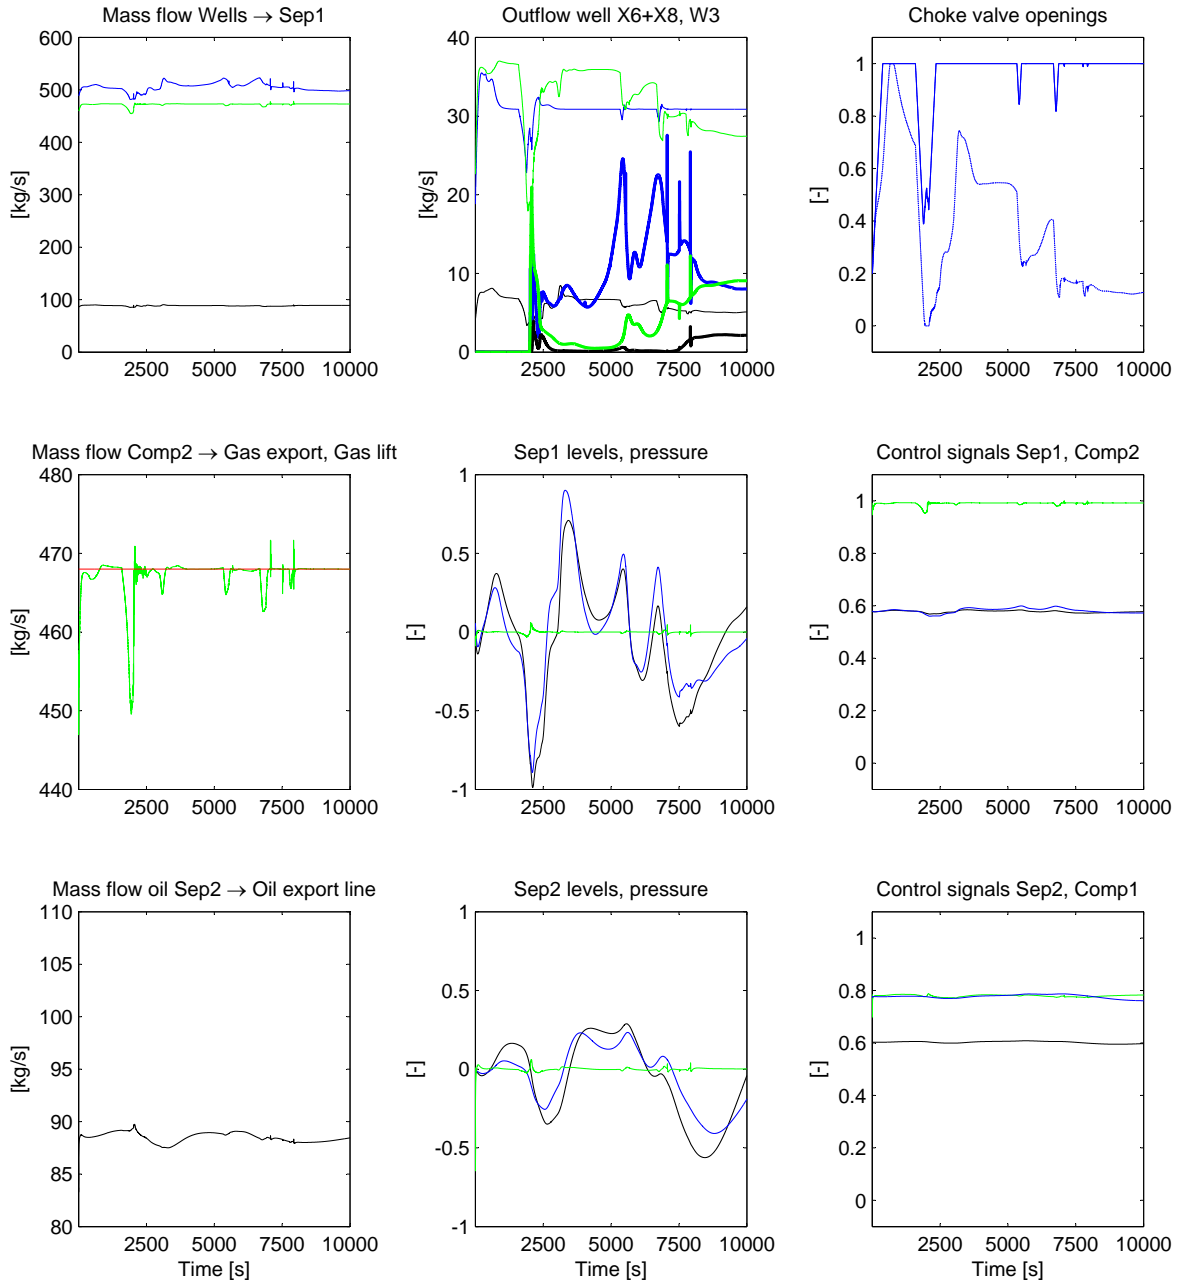 Mass flow Wells → Sep1
600
500
400
300
200
100
0
[kg/s]
2500 5000 7500 10000
Outflow well X6+X8, W3
40
30
20
10
0
[kg/s]
2500 5000 7500 10000
Choke valve openings
1
0.8
0.6
0.4
0.2
0
[-]
2500 5000 7500 10000
Mass flow Comp2 → Gas export, Gas lift
480
470
460
450
440
[kg/s]
2500 5000 7500 10000
Sep1 levels, pressure
1
0.5
0
-0.5
-1
[-]
2500 5000 7500 10000
Control signals Sep1, Comp2
1
0.8
0.6
0.4
0.2
0
[-]
2500 5000 7500 10000
Mass flow oil Sep2 → Oil export line
110
105
100
95
90
85
80
[kg/s]
2500 5000 7500 10000
Time [s]
Sep2 levels, pressure
1
0.5
0
-0.5
-1
[-]
2500 5000 7500 10000
Time [s]
Control signals Sep2, Comp1
1
0.8
0.6
0.4
0.2
0
[-]
2500 5000 7500 10000
Time [s]